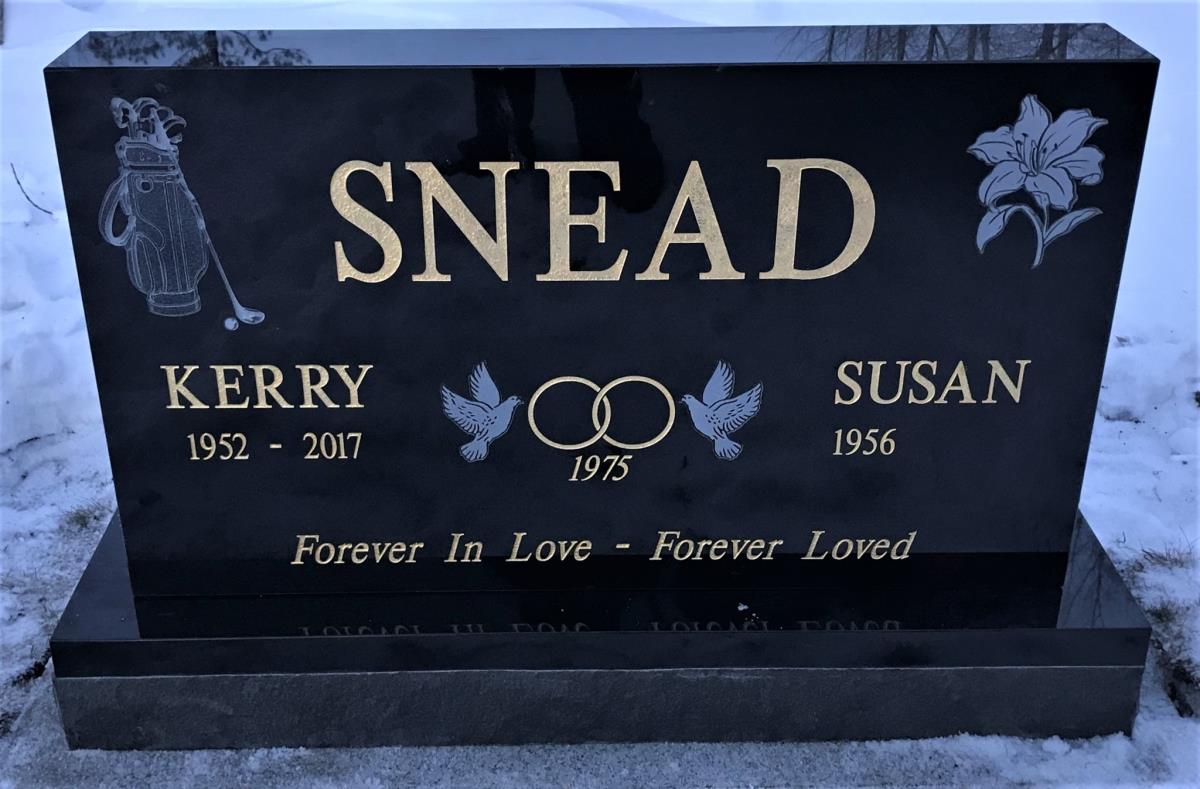 SNEAD
KERRY SUSAN
1952 - 2017 1956
1975
Forever In Love - Forever Loved